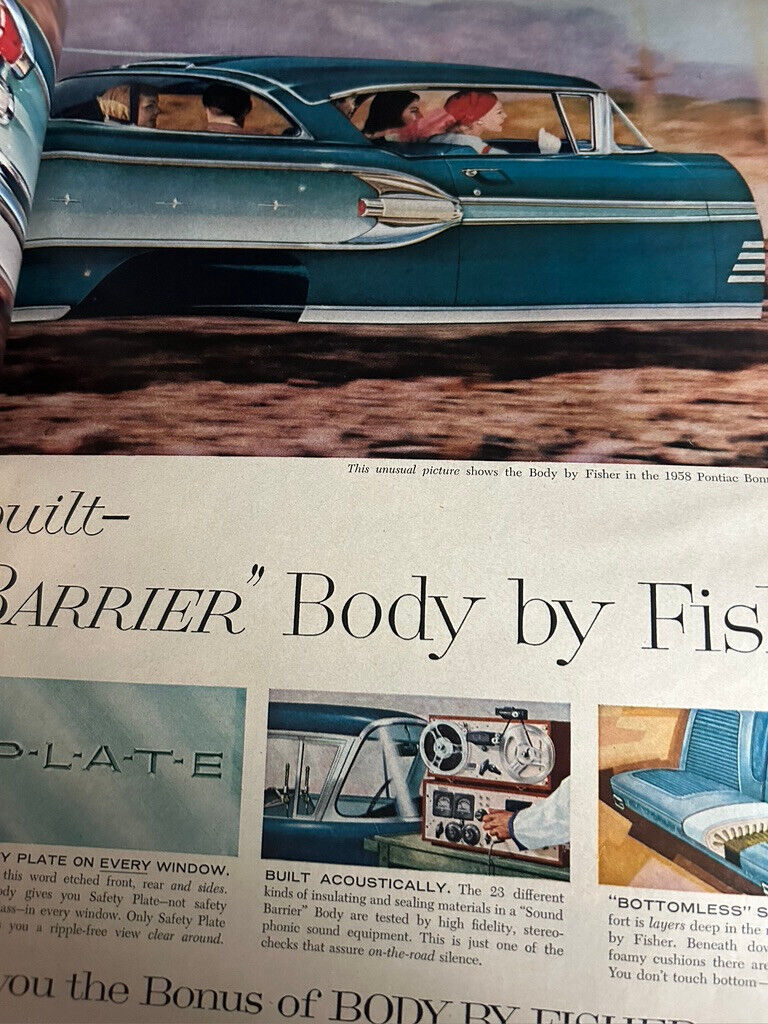 This unusual picture shows the Body by Fisher in the 1958 Pontiac
built–
BARRIER” Body by
P-L-A-T-E
PLATE ON EVERY WINDOW.
this word etched front, rear and sides.
gives you Safety Plate—not safety
in every window. Only Safety Plate
you a ripple-free view clear around.
BUILT ACOUSTICALLY. The 23 different
kinds of insulating and sealing materials in a “Sound
Barrier” Body are tested by high fidelity, stereo-
phonic sound equipment. This is just one of the
checks that assure on-the-road silence.
“BOTTOMLESS”
fort is layers deep in the
by Fisher. Beneath
foamy cushions there are
You don't touch bottom—
you the Bonus of BODY BY FISHER